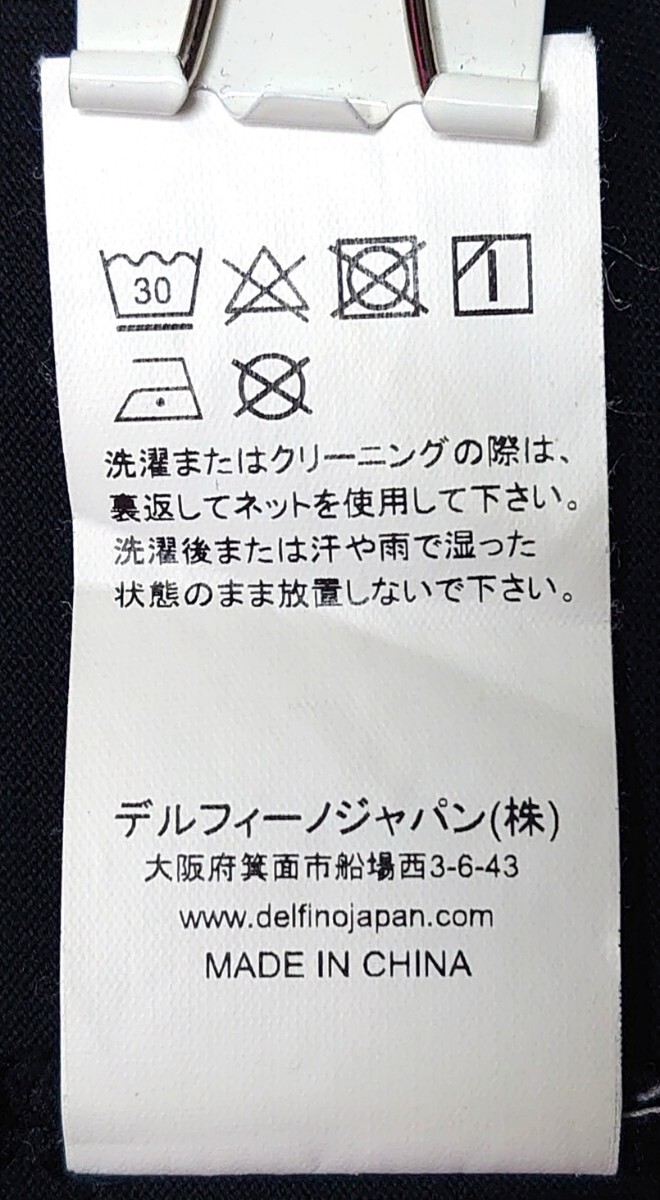 30
洗濯またはクリーニングの際は、
裏返してネットを使用して下さい。
洗濯後または汗や雨で湿った
状態のまま放置しないで下さい。
デルフィーノジャパン(株)
大阪府箕面市船場西3-6-43
www.delfinojapan.com
MADE IN CHINA